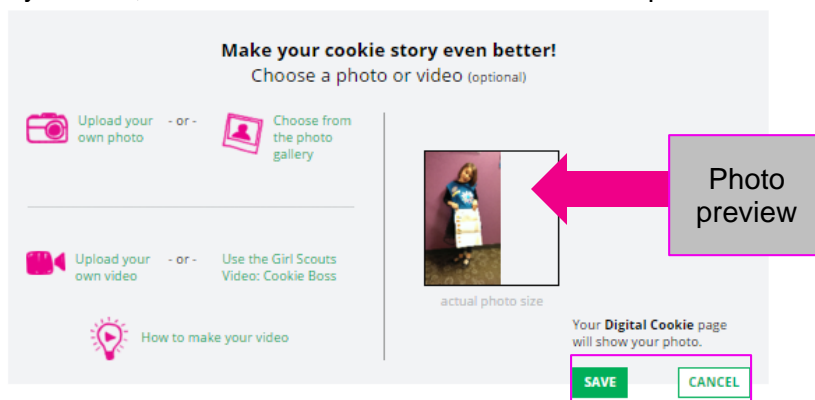 Make your cookie story even better!
Choose a photo or video (optional)
Upload your own photo
- or -
Choose from the photo gallery
Upload your own video
- or -
Use the Girl Scouts Video: Cookie Boss
How to make your video
actual photo size
Photo preview
Your Digital Cookie page will show your photo.
SAVE
CANCEL